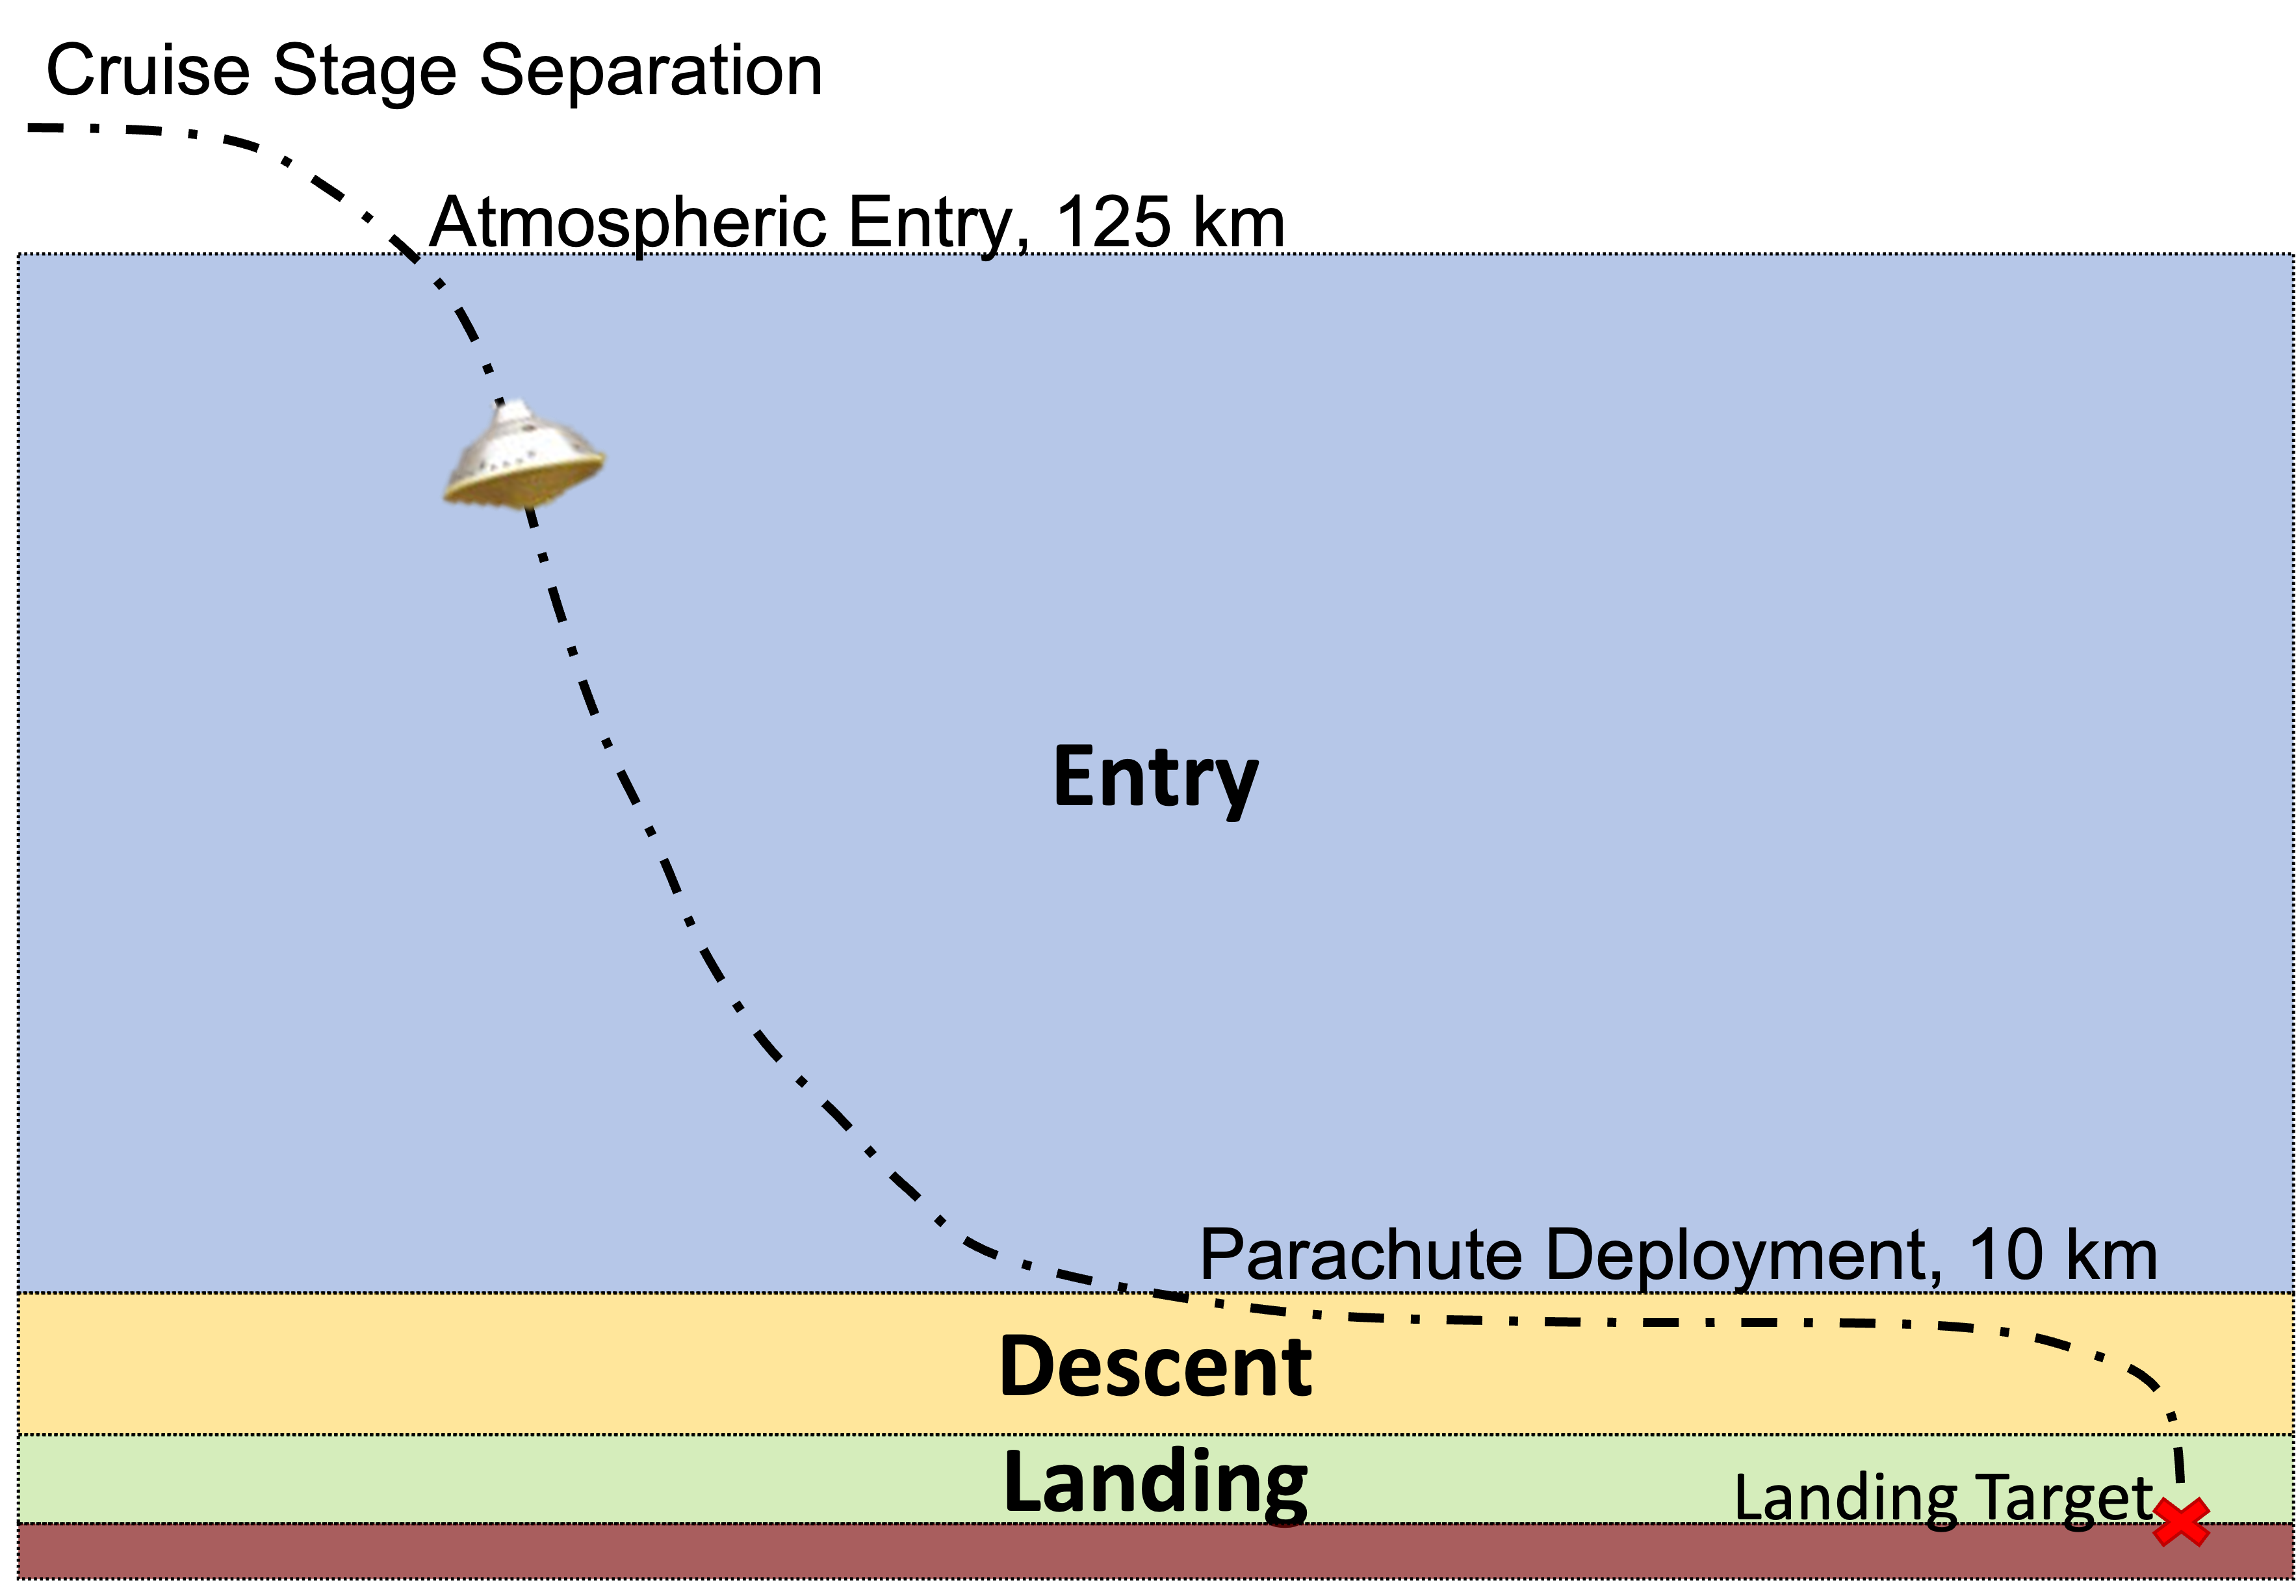 Cruise Stage Separation
Atmospheric Entry, 125 km
Entry
Parachute Deployment, 10 km
Descent
Landing
Landing Target